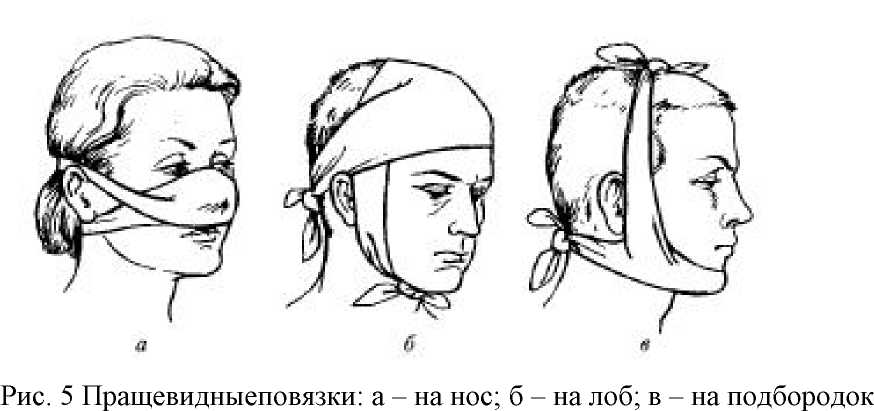 а
б
в
Рис. 5 Пращевидныеповязки: а – на нос; б – на лоб; в – на подбородок